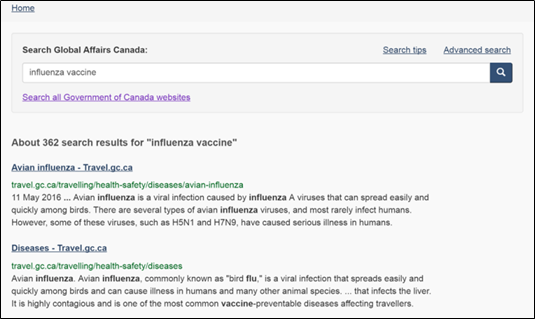 Home
Search Global Affairs Canada:
Search tips
Advanced search
influenza vaccine
Search all Government of Canada websites
About 362 search results for "influenza vaccine"
Avian influenza - Travel.gc.ca
travel.gc.ca/travelling/health-safety/diseases/avian-influenza
11 May 2016 ... Avian influenza is a viral infection caused by influenza A viruses that can spread easily and
quickly among birds. There are several types of avian influenza viruses, and most rarely infect humans.
However, some of these viruses, such as H5N1 and H7N9, have caused serious illness in humans.
Diseases - Travel.gc.ca
travel.gc.ca/travelling/health-safety/diseases
Avian influenza. Avian influenza, commonly known as "bird flu," is a viral infection that spreads easily and
quickly among birds and can cause illness in humans and many other animal species. ... that infects the liver.
It is highly contagious and is one of the most common vaccine-preventable diseases affecting travellers.